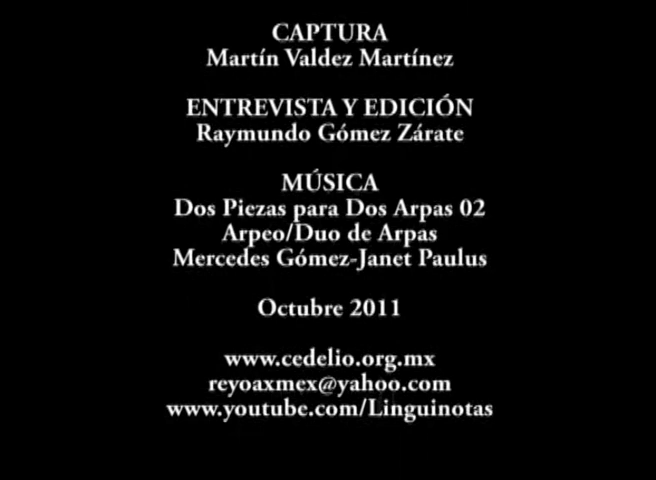 CAPTURA
Martín Valdez Martínez
ENTREVISTA Y EDICIÓN
Raymundo Gómez Zárate
MÚSICA
Dos Piezas para Dos Arpas 02
Arpeo/Duo de Arpas
Mercedes Gómez-Janet Paulus
Octubre 2011
www.cedelio.org.mx
reyoaxmex@yahoo.com
www.youtube.com/Linguinotas